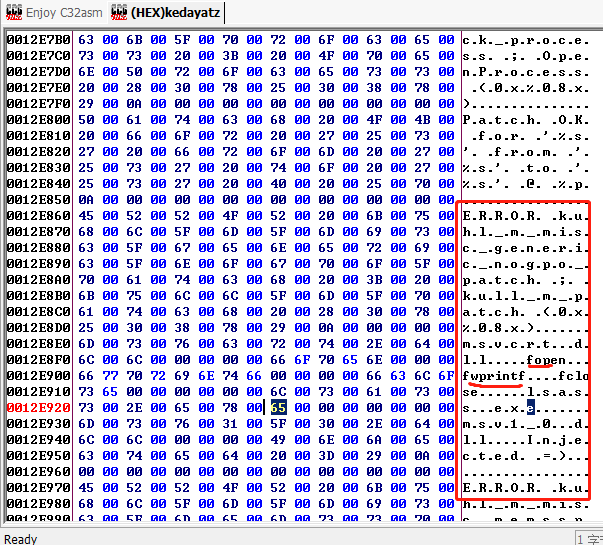 Enjoy C32asm (HEX)kedayatz
0012E7B0 63 00 6B 00 5F 00 70 00 72 00 6F 00 63 00 65 00 c.k._.p.r.o.c.e.
0012E7C0 73 00 73 00 20 00 3B 00 20 00 4F 00 70 00 65 00 s.s. .;. .O.p.e.
0012E7D0 6E 00 50 00 72 00 6F 00 63 00 65 00 73 00 73 00 n.P.r.o.c.e.s.s.
0012E7E0 20 00 28 00 30 00 78 00 25 00 30 00 38 00 78 00  .(.0.x.%.0.8.x.
0012E7F0 29 00 0A 00 00 00 00 00 00 00 00 00 00 00 00 00 )...............
0012E800 50 00 61 00 74 00 63 00 68 00 20 00 4F 00 4B 00 P.a.t.c.h. .O.K.
0012E810 20 00 66 00 6F 00 72 00 20 00 27 00 25 00 73 00  .f.o.r. .'.%.s.
0012E820 27 00 20 00 66 00 72 00 6F 00 6D 00 20 00 27 00 '. .f.r.o.m. .'.
0012E830 25 00 73 00 27 00 20 00 74 00 6F 00 20 00 27 00 %.s.'. .t.o. .'.
0012E840 25 00 73 00 27 00 20 00 40 00 20 00 25 00 70 00 %.s.'. .@. .%.p.
0012E850 0A 00 00 00 00 00 00 00 00 00 00 00 00 00 00 00 ................
0012E860 45 00 52 00 52 00 4F 00 52 00 20 00 6B 00 75 00 E.R.R.O.R. .k.u.
0012E870 68 00 6C 00 5F 00 6D 00 5F 00 6D 00 69 00 73 00 h.l._.m._.m.i.s.
0012E880 63 00 5F 00 67 00 65 00 6E 00 65 00 72 00 69 00 c._.g.e.n.e.r.i.
0012E890 63 00 5F 00 6E 00 6F 00 67 00 70 00 6F 00 5F 00 c._.n.o.g.p.o._.
0012E8A0 70 00 61 00 74 00 63 00 68 00 20 00 3B 00 20 00 p.a.t.c.h. .;. .
0012E8B0 6B 00 75 00 6C 00 6C 00 5F 00 6D 00 5F 00 70 00 k.u.l.l._.m._.p.
0012E8C0 61 00 74 00 63 00 68 00 20 00 28 00 30 00 78 00 a.t.c.h. .(.0.x.
0012E8D0 25 00 30 00 38 00 78 00 29 00 0A 00 00 00 00 00 %.0.8.x.).......
0012E8E0 6D 00 73 00 76 00 63 00 72 00 74 00 2E 00 64 00 m.s.v.c.r.t...d.
0012E8F0 6C 00 6C 00 00 00 00 00 66 6F 70 65 6E 00 00 00 l.l.....fopen...
0012E900 66 77 70 72 69 6E 74 66 00 00 00 00 66 63 6C 6F fwprintf....fclo
0012E910 73 65 00 00 00 00 00 00 6C 00 73 00 61 00 73 00 se......l.s.a.s.
0012E920 73 00 2E 00 65 00 78 00 65 00 00 00 00 00 00 00 s...e.x.e.......
0012E930 6D 00 73 00 76 00 31 00 5F 00 30 00 2E 00 64 00 m.s.v.1._.0...d.
0012E940 6C 00 6C 00 00 00 00 00 49 00 6E 00 6A 00 65 00 l.l.....I.n.j.e.
0012E950 63 00 74 00 65 00 64 00 20 00 3D 00 29 00 0A 00 c.t.e.d. .=.)...
0012E960 00 00 00 00 00 00 00 00 00 00 00 00 00 00 00 00 ................
0012E970 45 00 52 00 52 00 4F 00 52 00 20 00 6B 00 75 00 E.R.R.O.R. .k.u.
0012E980 68 00 6C 00 5F 00 6D 00 5F 00 6D 00 69 00 73 00 h.l._.m._.m.i.s.
0012E990 63 00 5F 00 6D 00 65 00 6D 00 73 00 73 00 70 00 c._.m.e.m.s.s.p.
Ready 1 字